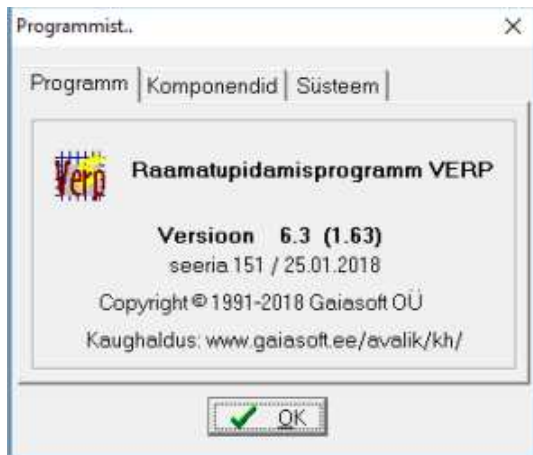 Programmist..
Programm Komponendid Süsteem
Verp
Raamatupidamisprogramm VERP
Versioon 6.3 (1.63)
seeria 151 / 25.01.2018
Copyright © 1991-2018 Gaiasoft OÜ
Kaughaldus: www.gaiasoft.ee/avalik/kh/
OK